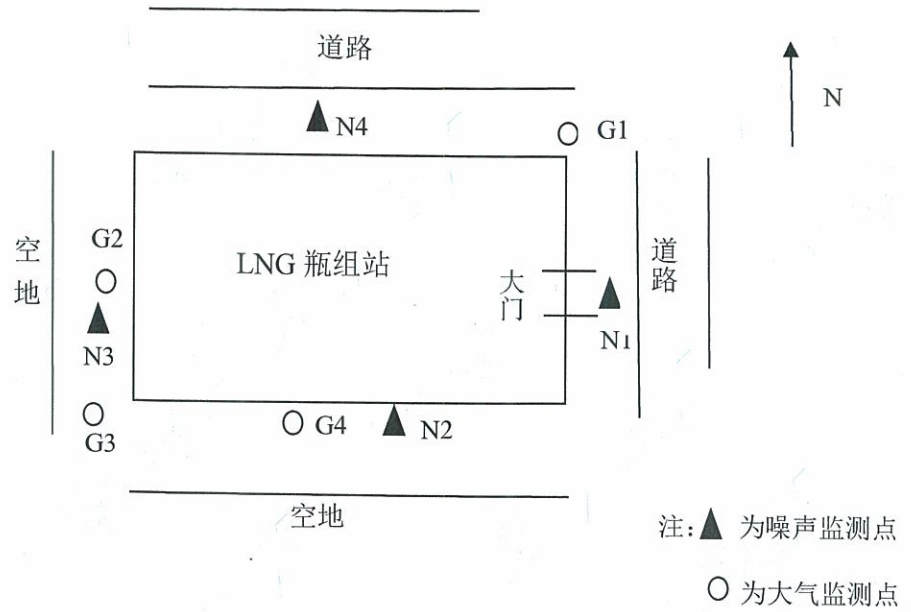 道路
N
N4
G1
空地
G2
LNG 瓶组站
大门
道路
N1
N3
G3
G4
N2
空地
注: 为噪声监测点
为大气监测点